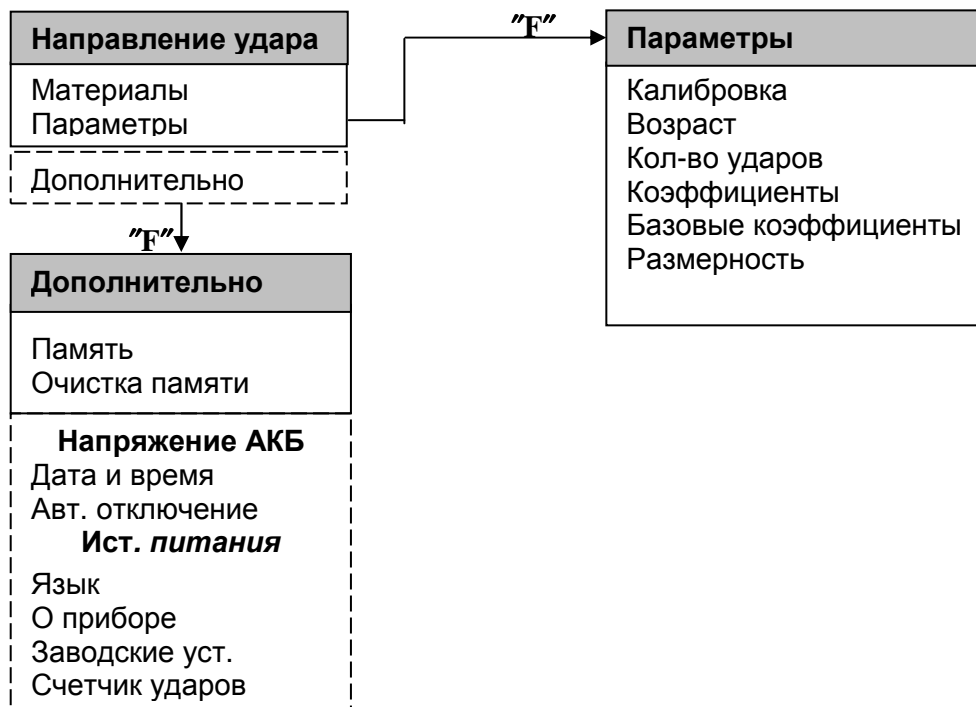 Направление удара
Материалы
Параметры
Дополнительно
″F″
Параметры
Калибровка
Возраст
Кол-во ударов
Коэффициенты
Базовые коэффициенты
Размерность
″F″
Дополнительно
Память
Очистка памяти
Напряжение АКБ
Дата и время
Авт. отключение
Ист. питания
Язык
О приборе
Заводские уст.
Счетчик ударов